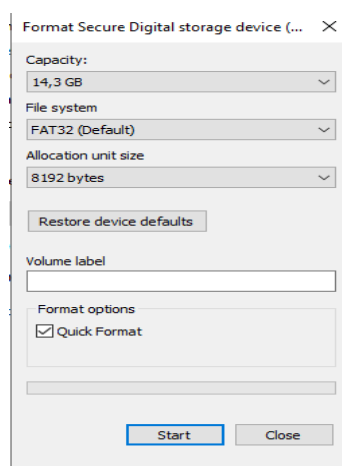 Format Secure Digital storage device (...
Capacity:
14,3 GB
File system
FAT32 (Default)
Allocation unit size
8192 bytes
Restore device defaults
Volume label
Format options
Quick Format
Start Close